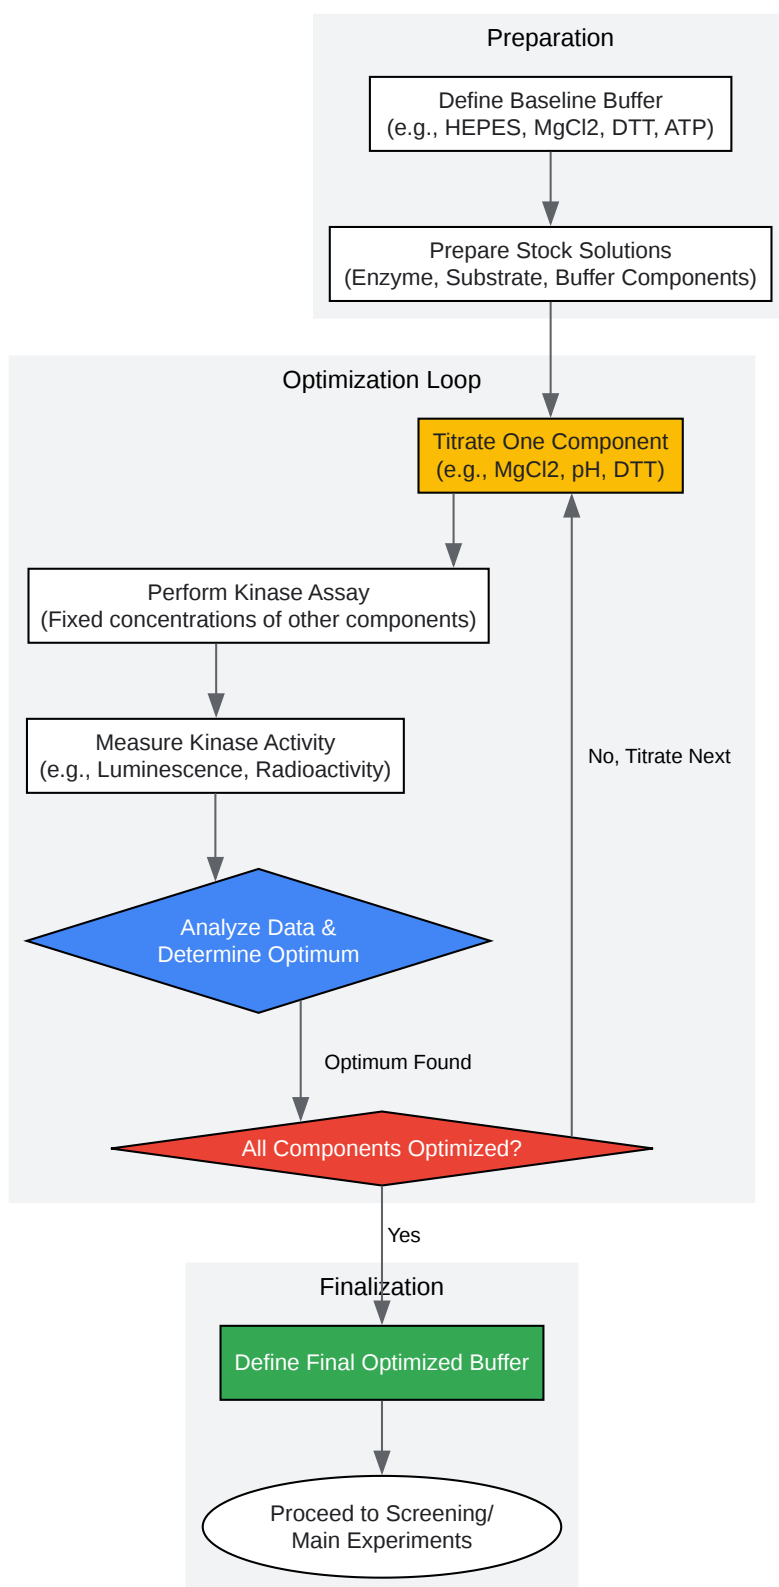 Preparation
Define Baseline Buffer
(e.g., HEPES, MgCl2, DTT, ATP)
Prepare Stock Solutions
(Enzyme, Substrate, Buffer Components)
Optimization Loop
Titrate One Component
(e.g., MgCl2, pH, DTT)
Perform Kinase Assay
(Fixed concentrations of other components)
Measure Kinase Activity
(e.g., Luminescence, Radioactivity)
No, Titrate Next
Analyze Data &
Determine Optimum
Optimum Found
All Components Optimized?
Yes
Finalization
Define Final Optimized Buffer
Proceed to Screening/
Main Experiments